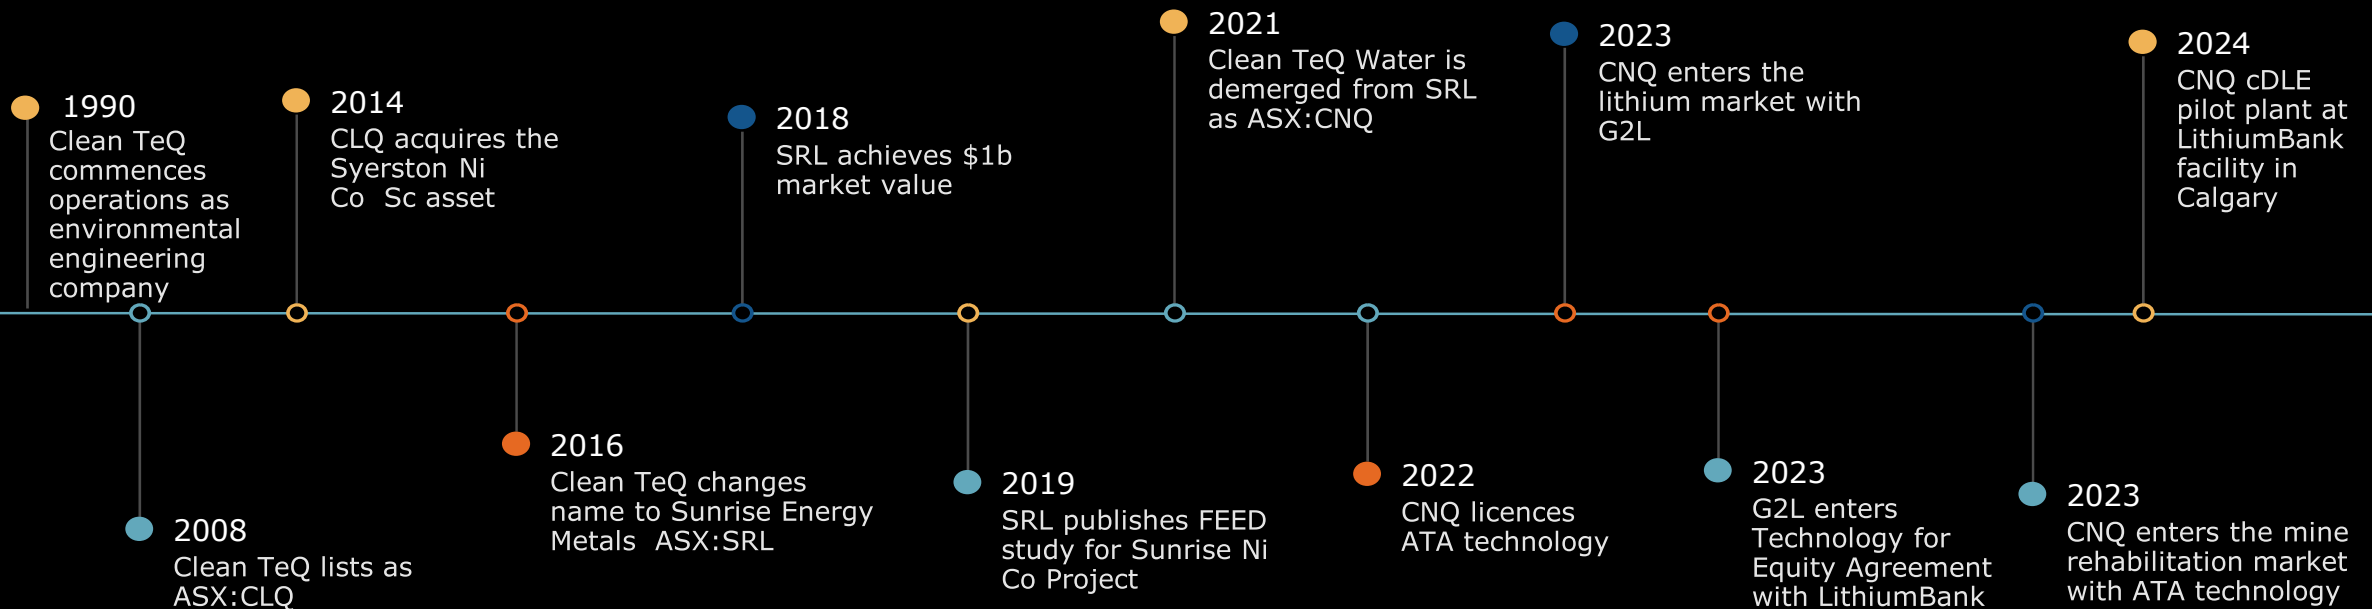 1990
Clean TeQ
commences
operations as
environmental
engineering
company
2008
Clean TeQ lists as
ASX:CLQ
2014
CLQ acquires the
Syerston Ni
Co  Sc asset
2016
Clean TeQ changes
name to Sunrise Energy
Metals  ASX:SRL
2018
SRL achieves $1b
market value
2019
SRL publishes FEED
study for Sunrise Ni
Co Project
2021
Clean TeQ Water is
demerged from SRL
as ASX:CNQ
2022
CNQ licences
ATA technology
2023
CNQ enters the
lithium market with
G2L
2023
G2L enters
Technology for
Equity Agreement
with LithiumBank
2023
CNQ enters the mine
rehabilitation market
with ATA technology
2024
CNQ cDLE
pilot plant at
LithiumBank
facility in
Calgary